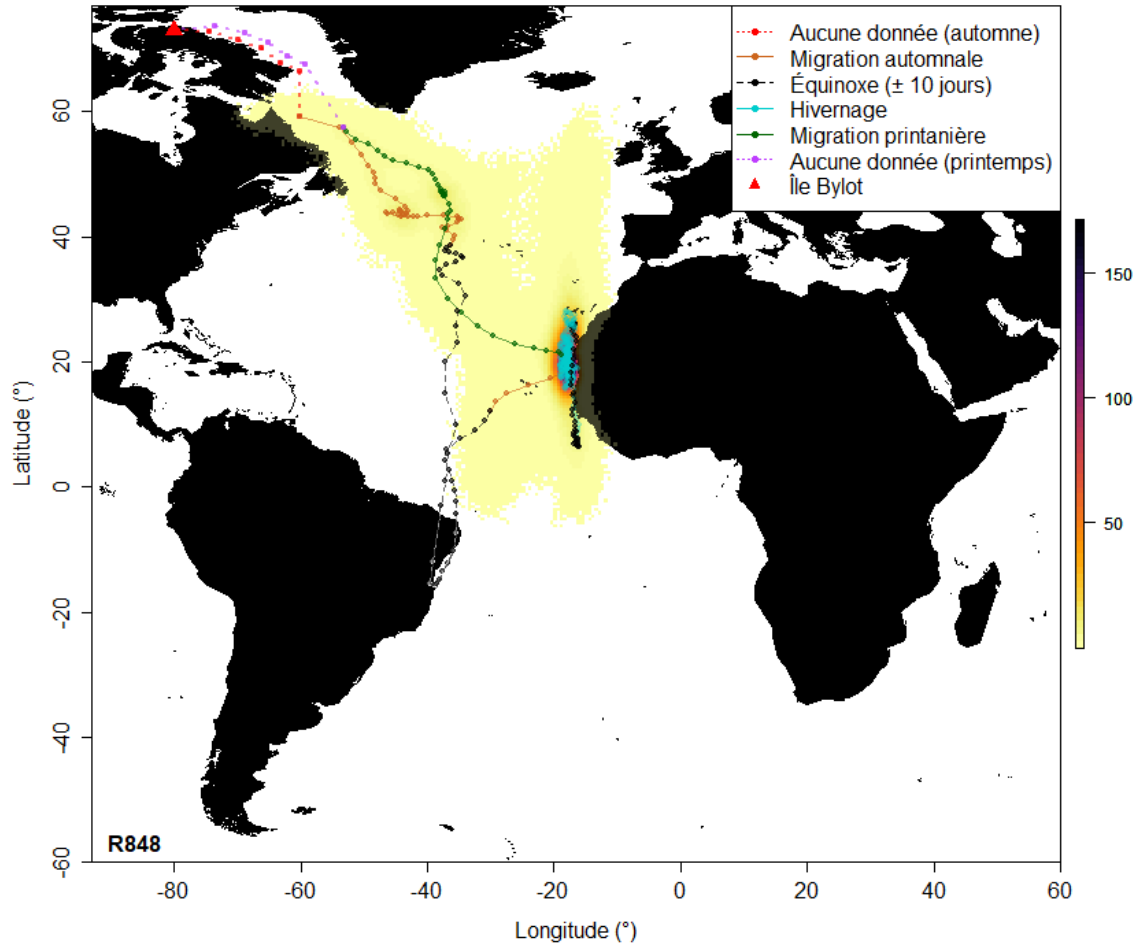 Aucune donnée (automne)
Migration automnale
Équinoxe (± 10 jours)
Hivernage
Migration printanière
Aucune donnée (printemps)
Île Bylot
60
40
20
0
-20
-40
-60
Latitude (°)
150
100
50
R848
-80 -60 -40 -20 0 20 40 60
Longitude (°)